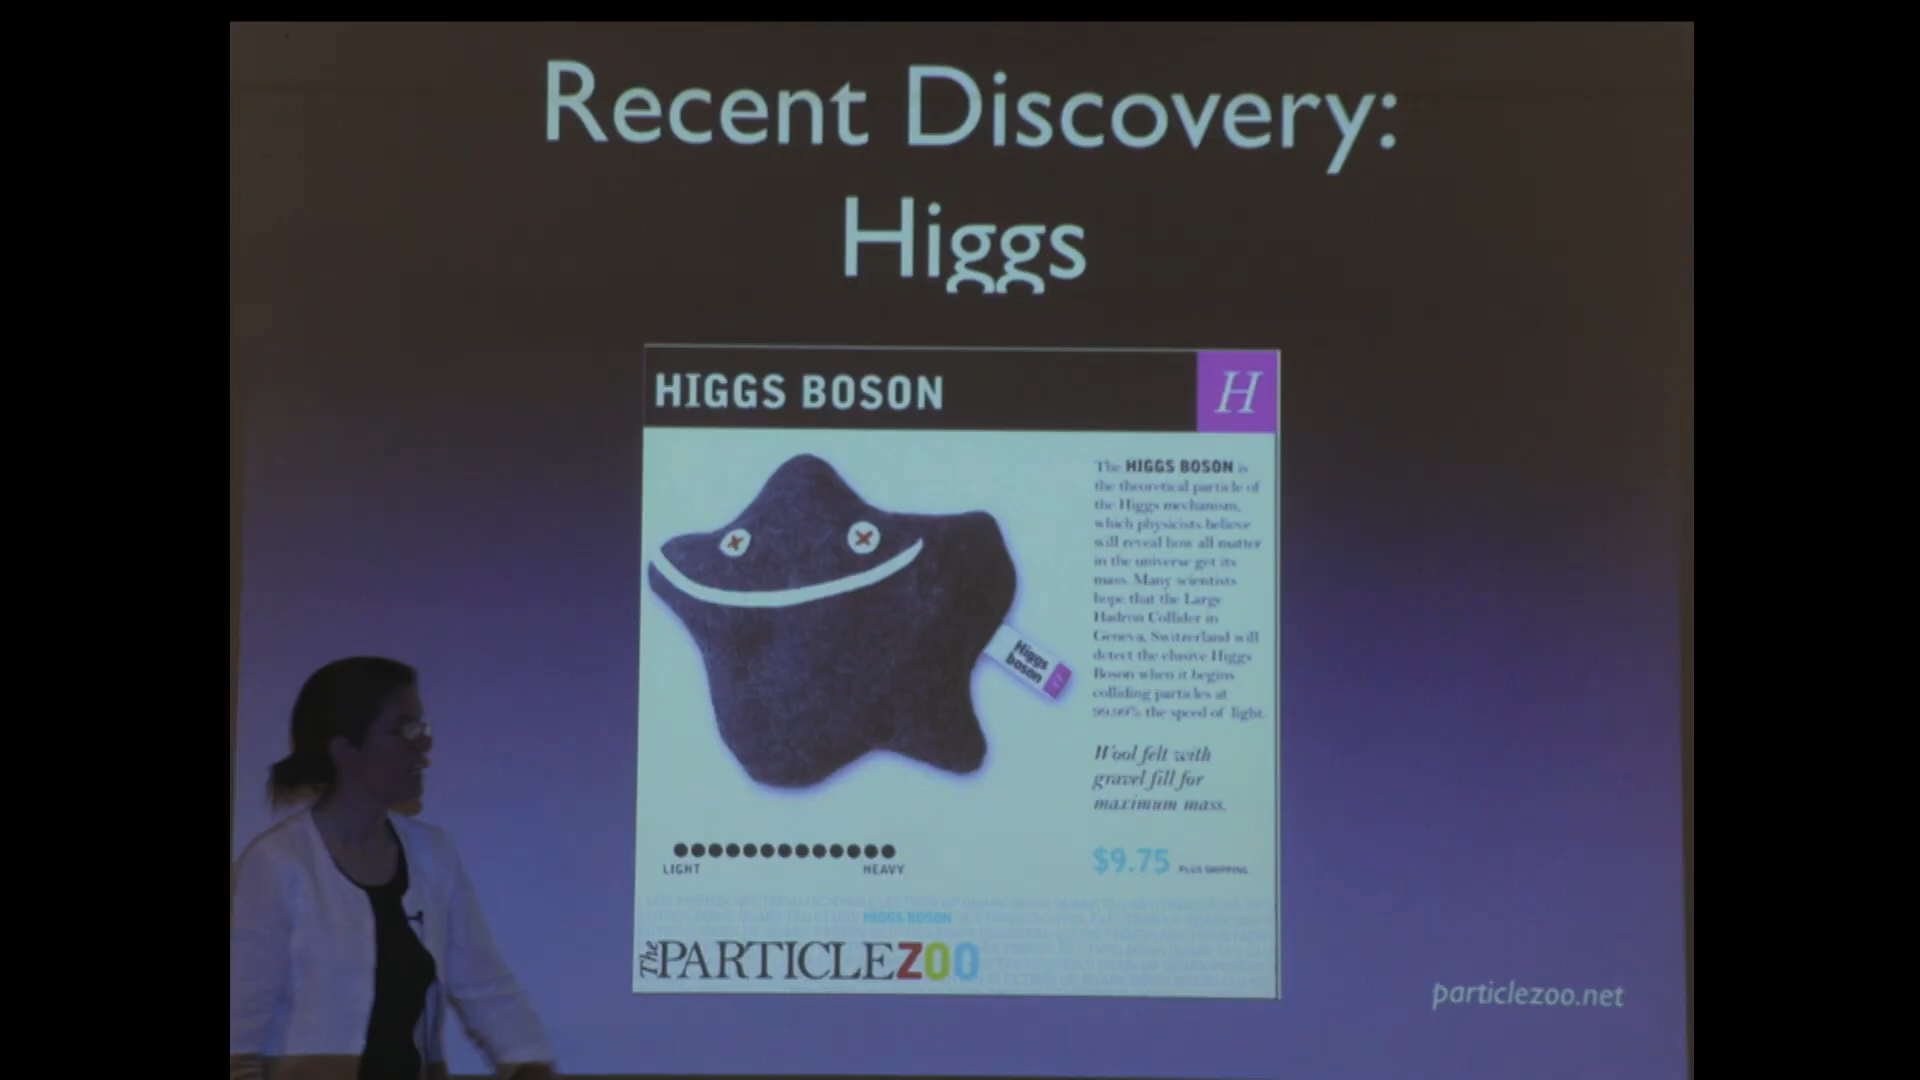 Recent Discovery:
Higgs
HIGGS BOSON
H
The HIGGS BOSON is
the theoretical particle of
the Higgs mechanism,
which physicists believe
will reveal how all matter
in the universe get its
mass. Many scientists
hope that the Large
Hadron Collider in
Geneva, Switzerland will
detect the elusive Higgs
Boson when it begins
colliding particles at
99.99% the speed of light.
Higgs
boson
Wool felt with
gravel fill for
maximum mass.
LIGHT
HEAVY
$9.75 PLUS SHIPPING
HIGGS BOSON
The PARTICLE ZOO
particlezoo.net